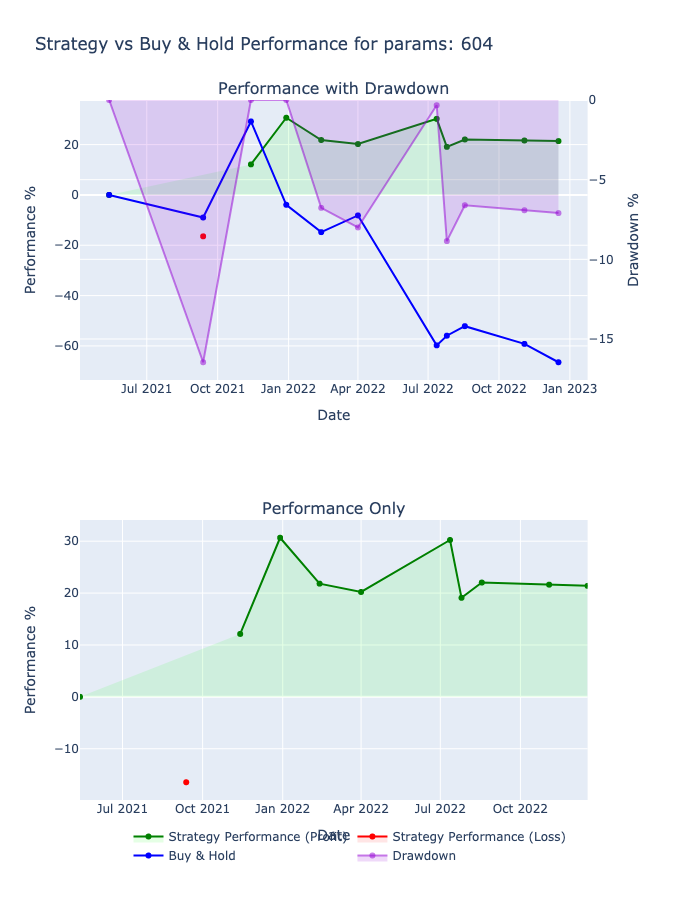 Strategy vs Buy & Hold Performance for params: 604
Performance with Drawdown
20
0
−20
−40
−60
Performance %
0
−5
−10
−15
Drawdown %
Jul 2021 Oct 2021 Jan 2022 Apr 2022 Jul 2022 Oct 2022 Jan 2023
Date
Performance Only
30
20
10
0
−10
Performance %
Jul 2021 Oct 2021 Jan 2022 Apr 2022 Jul 2022 Oct 2022
Date
Strategy Performance (Profit) Strategy Performance (Loss)
Buy & Hold Drawdown